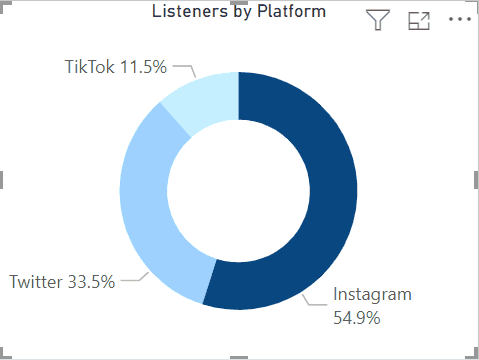 Listeners by Platform
TikTok 11.5%
Twitter 33.5%
Instagram
54.9%